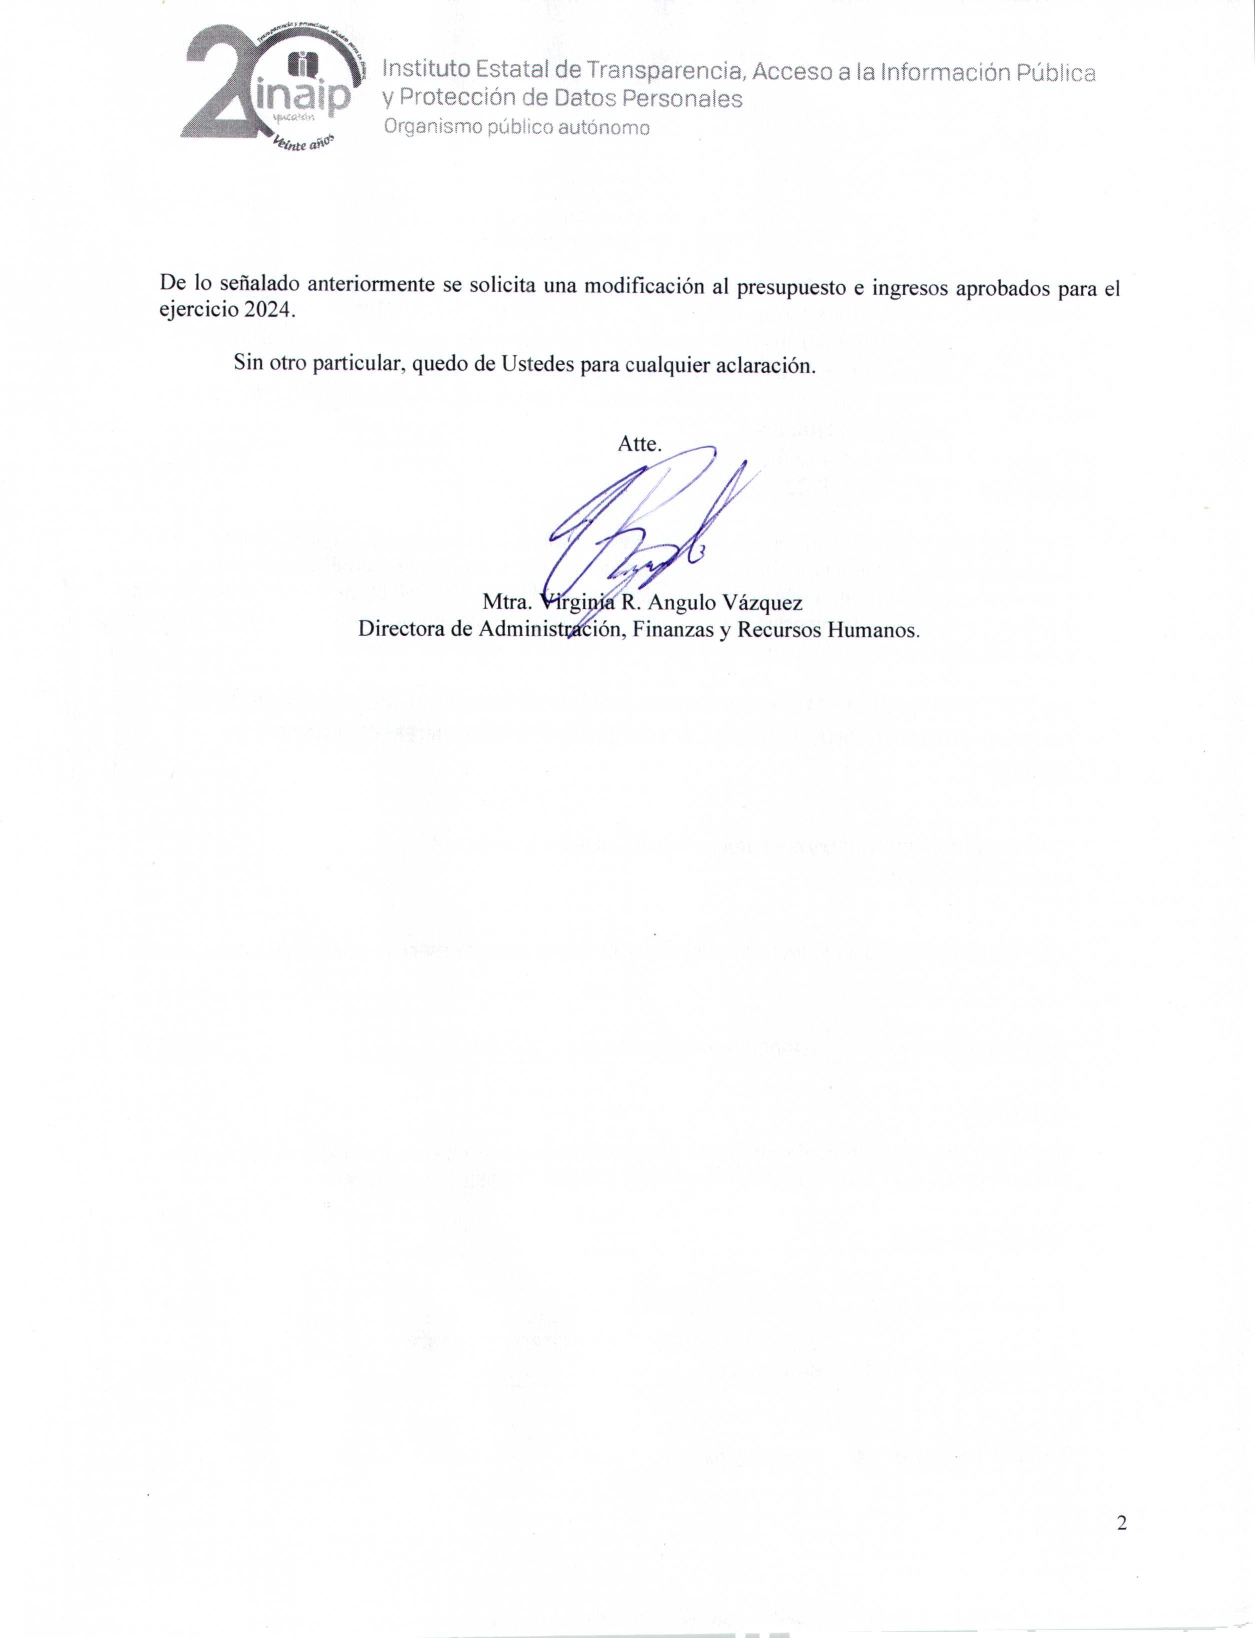 20
inaip
yucatán
Veinte años
Instituto Estatal de Transparencia, Acceso a la Información Pública
y Protección de Datos Personales
Organismo público autónomo
De lo señalado anteriormente se solicita una modificación al presupuesto e ingresos aprobados para el
ejercicio 2024.
Sin otro particular, quedo de Ustedes para cualquier aclaración.
Atte.
Mtra. Virginia R. Angulo Vázquez
Directora de Administración, Finanzas y Recursos Humanos.
2